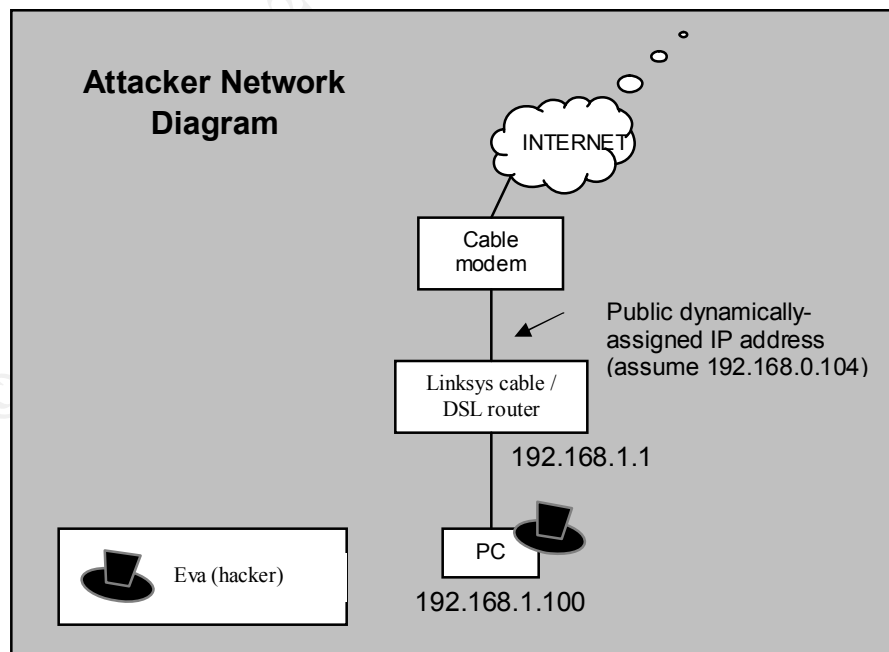 Attacker Network
Diagram
INTERNET
Cable
modem
Public dynamically-
assigned IP address
(assume 192.168.0.104)
Linksys cable /
DSL router
192.168.1.1
PC
Eva (hacker)
192.168.1.100